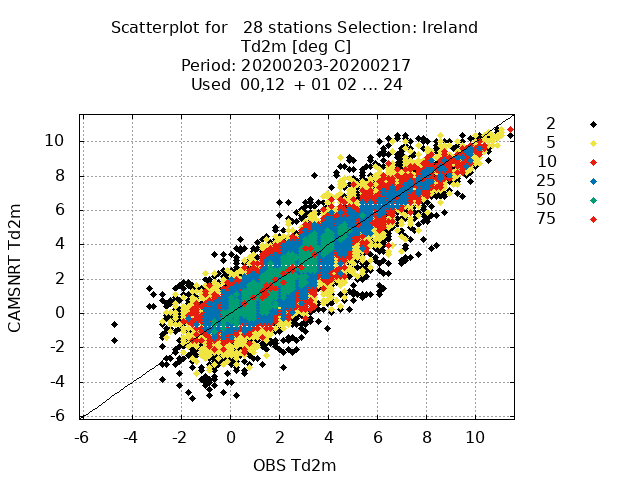 Scatterplot for 28 stations Selection: Ireland
Td2m [deg C]
Period: 20200203-20200217
Used 00,12 + 01 02 ... 24
2
5
10
25
50
75
CAMSNRT Td2m
10
8
6
4
2
0
-2
-4
-6
-6 -4 -2 0 2 4 6 8 10
OBS Td2m